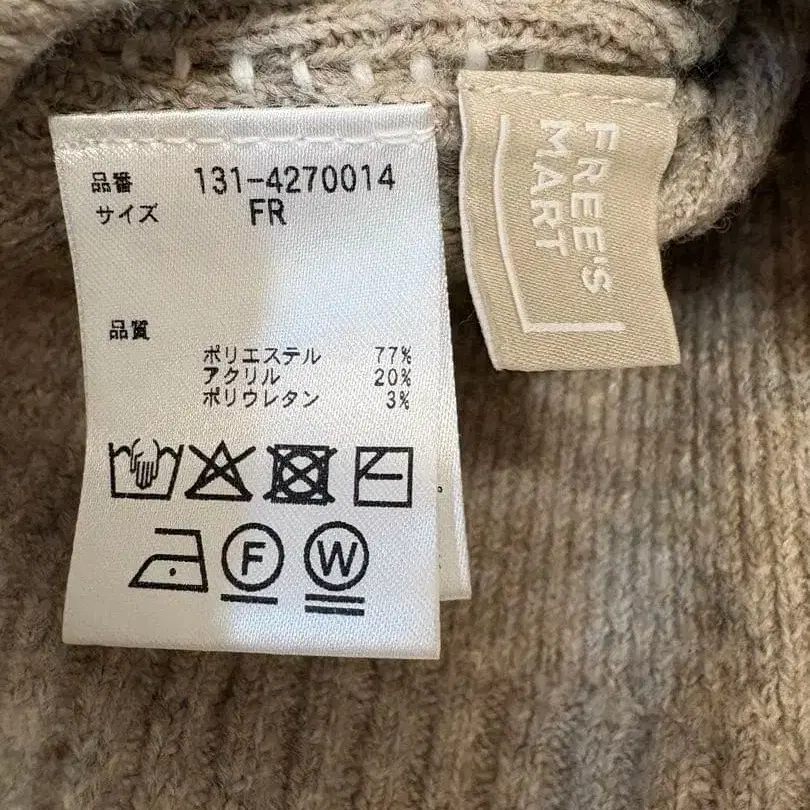 品番 131-4270014
サイズ FR
品質
ポリエステル 77%
アクリル 20%
ポリウレタン 3%
F
W
FREE'S
MART